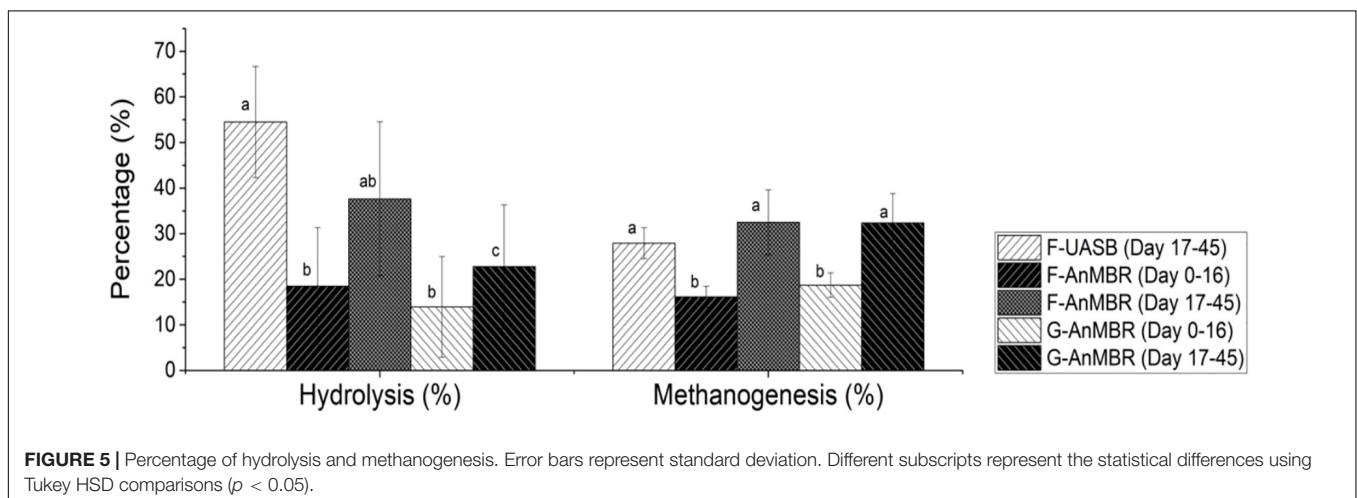 Percentage (%)
70
60
50
40
30
20
10
0
a
b
ab
b
c
a
b
a
b
a
Hydrolysis (%)
Methanogenesis (%)
F-UASB (Day 17-45)
F-AnMBR (Day 0-16)
F-AnMBR (Day 17-45)
G-AnMBR (Day 0-16)
G-AnMBR (Day 17-45)
FIGURE 5 | Percentage of hydrolysis and methanogenesis. Error bars represent standard deviation. Different subscripts represent the statistical differences using
Tukey HSD comparisons (p < 0.05).